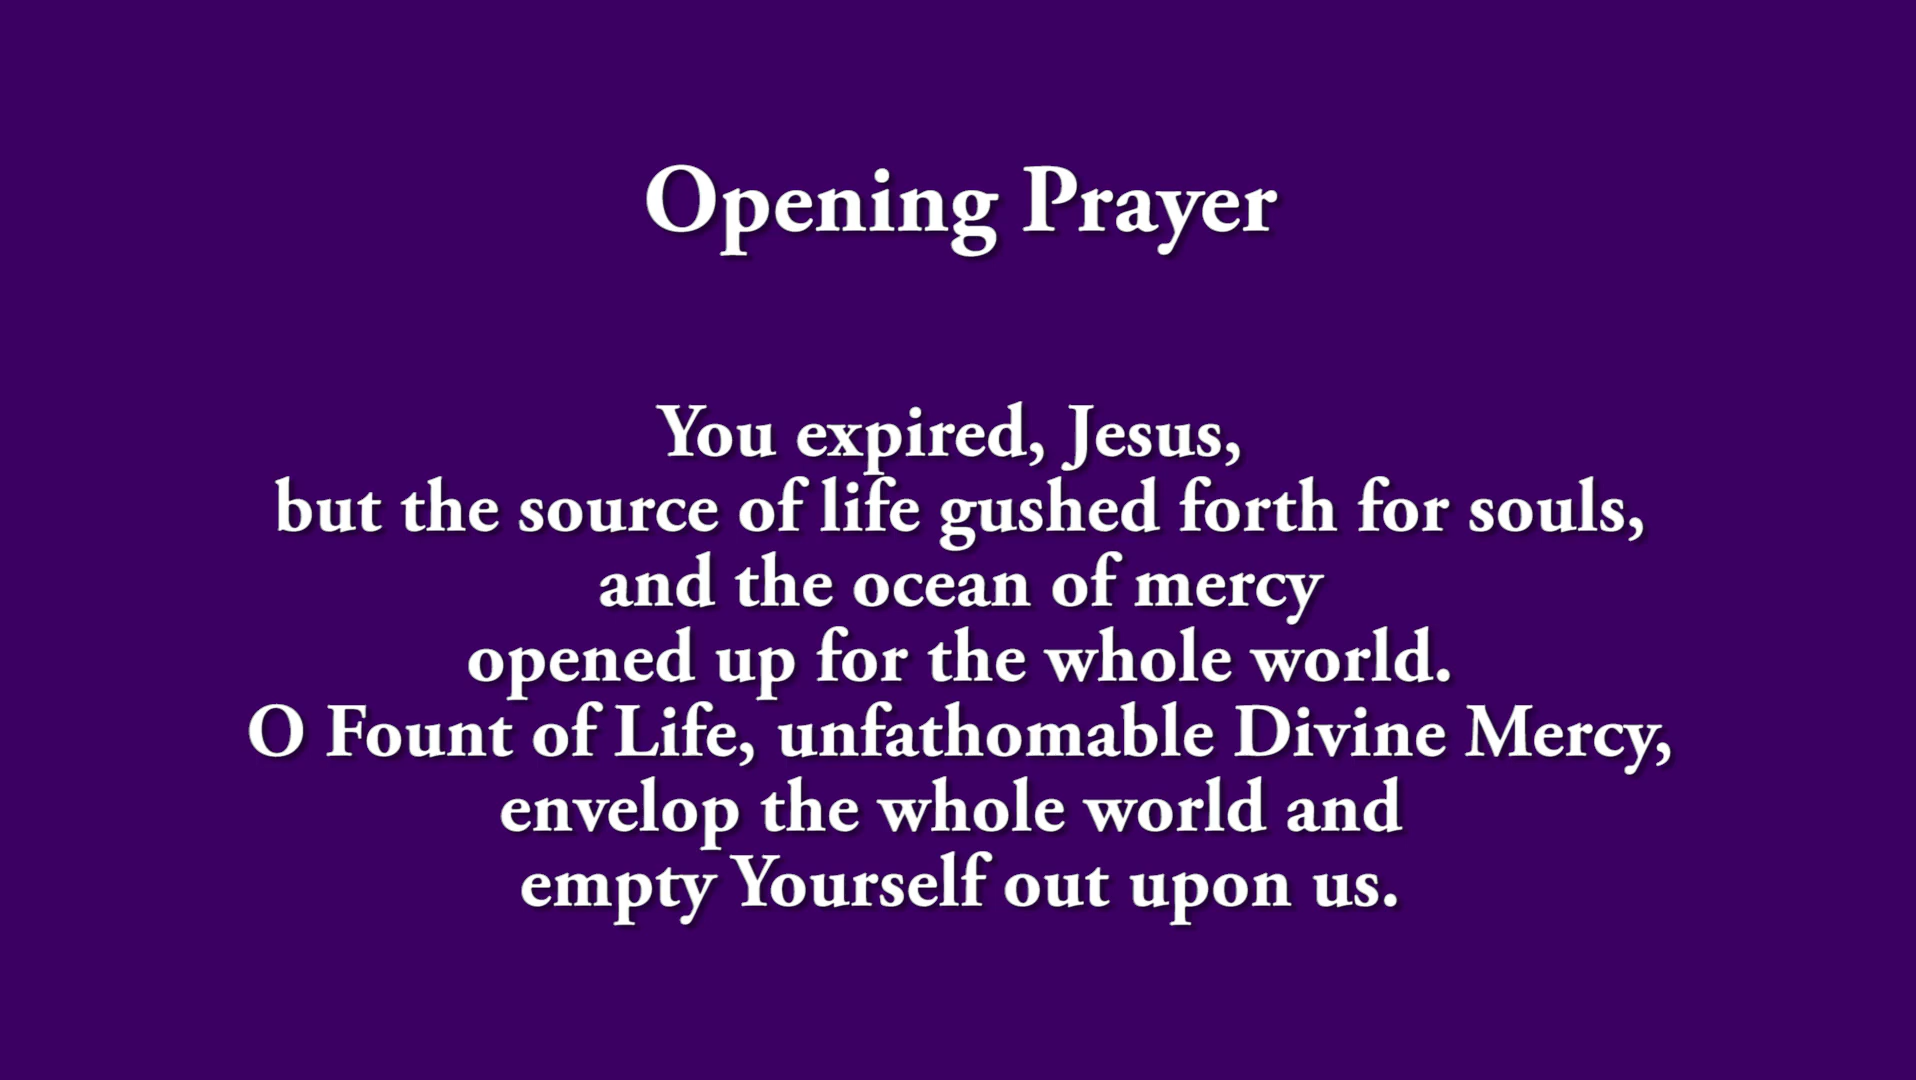 Opening Prayer
You expired, Jesus,
but the source of life gushed forth for souls,
and the ocean of mercy
opened up for the whole world.
O Fount of Life, unfathomable Divine Mercy,
envelop the whole world and
empty Yourself out upon us.